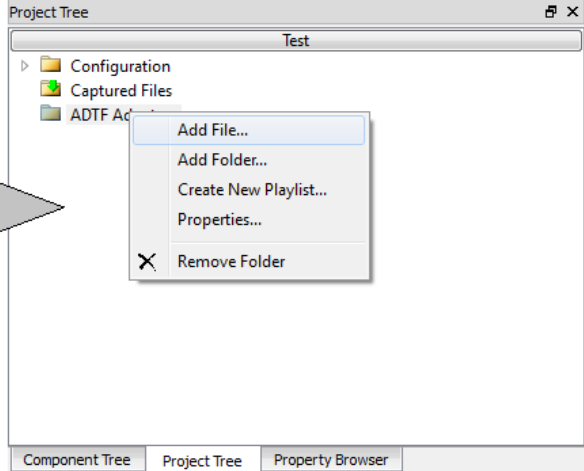 Project Tree
Test
Configuration
Captured Files
ADTF
Add File...
Add Folder...
Create New Playlist...
Properties...
Remove Folder
Component Tree Project Tree Property Browser